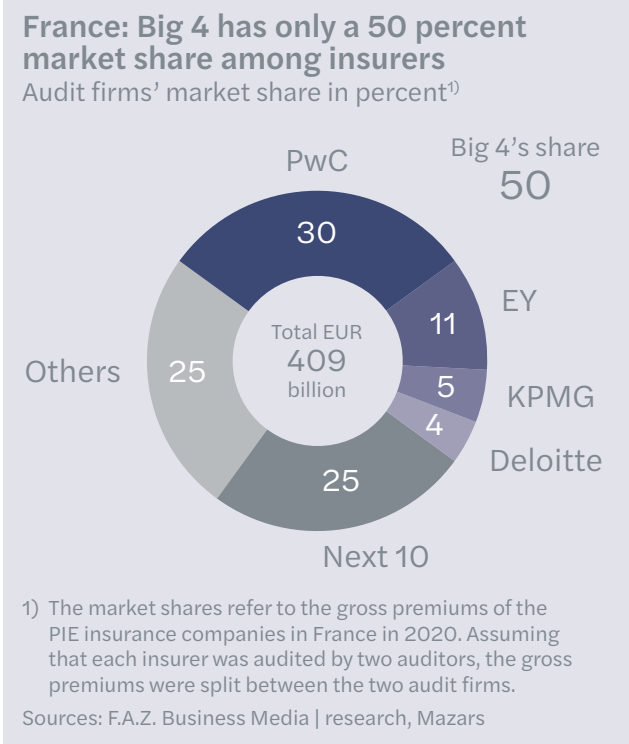 France: Big 4 has only a 50 percent
market share among insurers
Audit firms’ market share in percent¹⁾
Big 4’s share
50
PwC
30
EY
11
KPMG
5
Deloitte
4
Next 10
25
Others
25
Total EUR
409
billion
1) The market shares refer to the gross premiums of the
PIE insurance companies in France in 2020. Assuming
that each insurer was audited by two auditors, the gross
premiums were split between the two audit firms.
Sources: F.A.Z. Business Media | research, Mazars